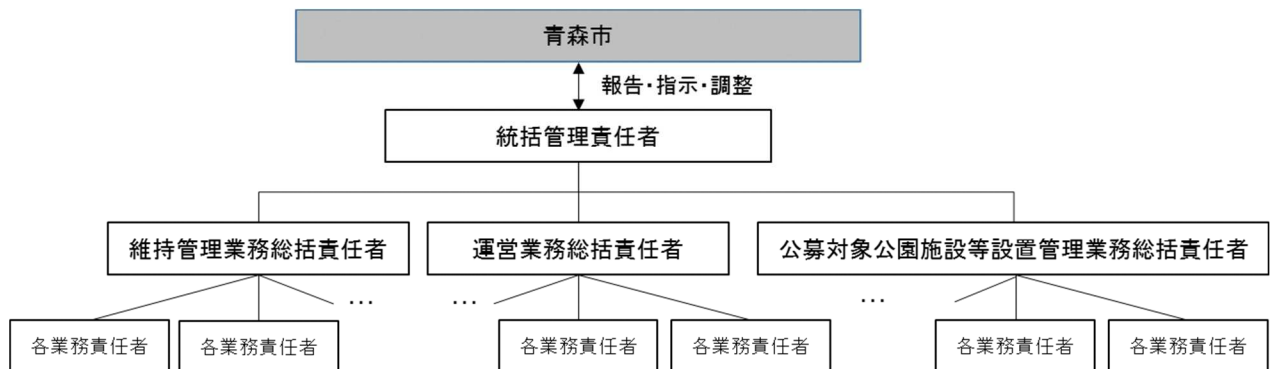 青森市
報告・指示・調整
統括管理責任者
維持管理業務総括責任者
運営業務総括責任者
公募対象公園施設等設置管理業務総括責任者
…
…
…
各業務責任者
各業務責任者
各業務責任者
各業務責任者
各業務責任者
各業務責任者